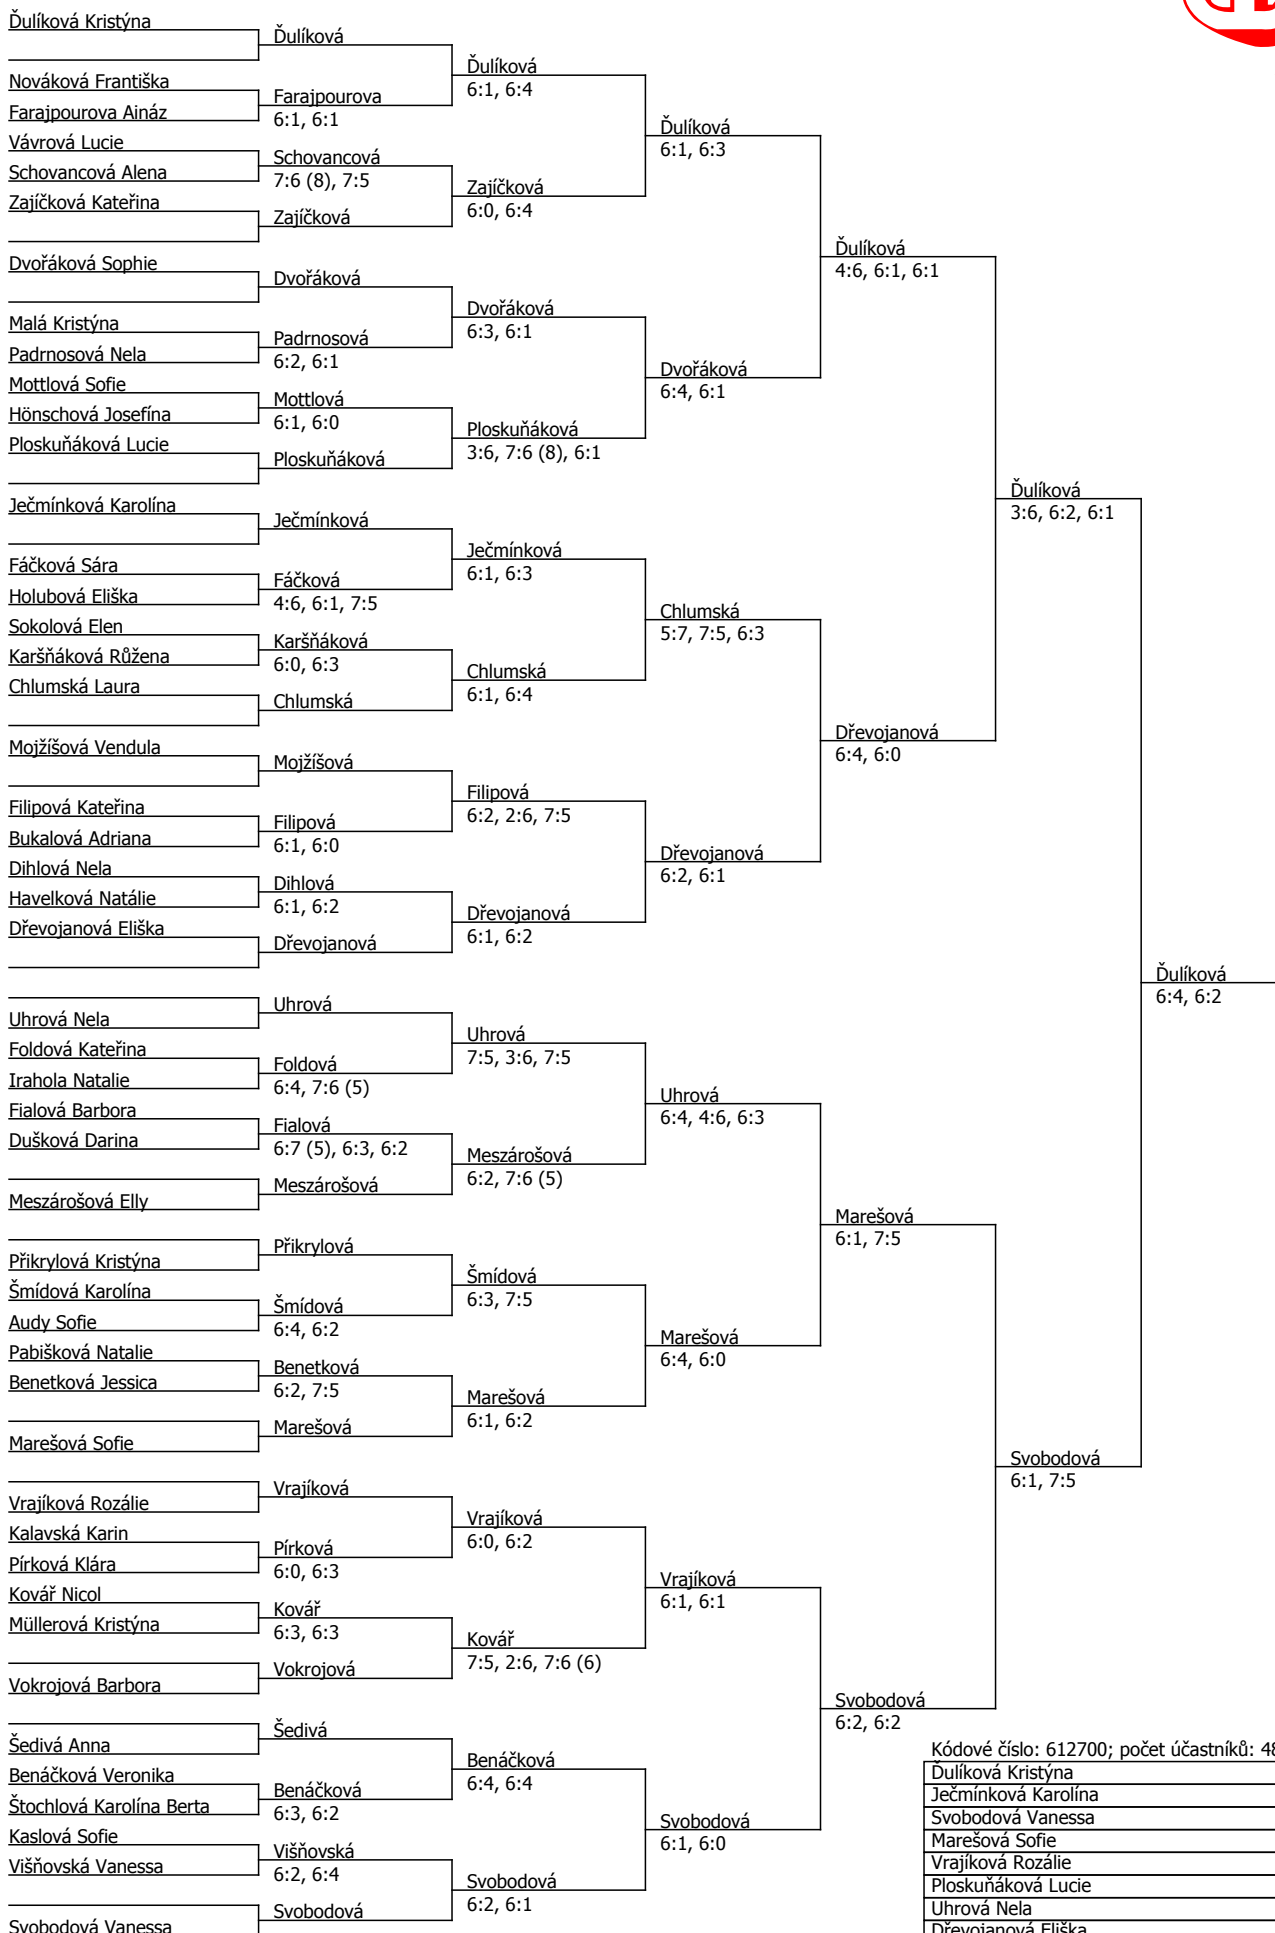 Ďulíková Kristýna
Nováková Františka
Farajpourova Aináz
Vávrová Lucie
Schovancová Alena
Zajíčková Kateřina
Dvořáková Sophie
Malá Kristýna
Padrnosová Nela
Mottlová Sofie
Hönschová Josefína
Ploskuňáková Lucie
Ječmínková Karolína
Fáčková Sára
Holubová Eliška
Sokolová Elen
Karšňáková Růžena
Chlumská Laura
Mojžíšová Vendula
Filipová Kateřina
Bukalová Adriana
Dihlová Nela
Havelková Natálie
Dřevojanová Eliška
Uhrová Nela
Foldová Kateřina
Irahola Natalie
Fialová Barbora
Dušková Darina
Meszárošová Elly
Přikrylová Kristýna
Šmídová Karolína
Audy Sofie
Pabišková Natalie
Benetková Jessica
Marešová Sofie
Vrajíková Rozálie
Kalavská Karin
Pírková Klára
Kovář Nicol
Müllerová Kristýna
Vokrojová Barbora
Šedivá Anna
Benáčková Veronika
Štochlová Karolína Berta
Kaslová Sofie
Višňovská Vanessa
Svobodová Vanessa
Ďulíková
Farajpourova
6:1, 6:1
Schovancová
7:6 (8), 7:5
Zajíčková
Dvořáková
Padrnosová
6:2, 6:1
Mottlová
6:1, 6:0
Ploskuňáková
Ječmínková
Fáčková
4:6, 6:1, 7:5
Karšňáková
6:0, 6:3
Chlumská
Mojžíšová
Filipová
6:1, 6:0
Dihlová
6:1, 6:2
Dřevojanová
Uhrová
Foldová
6:4, 7:6 (5)
Fialová
6:7 (5), 6:3, 6:2
Meszárošová
Přikrylová
Šmídová
6:4, 6:2
Benetková
6:2, 7:5
Marešová
Vrajíková
Pírková
6:0, 6:3
Kovář
6:3, 6:3
Vokrojová
Šedivá
Benáčková
6:3, 6:2
Višňovská
6:2, 6:4
Svobodová
Ďulíková
6:1, 6:4
Zajíčková
6:0, 6:4
Dvořáková
6:3, 6:1
Ploskuňáková
3:6, 7:6 (8), 6:1
Ječmínková
6:1, 6:3
Chlumská
6:1, 6:4
Filipová
6:2, 2:6, 7:5
Dřevojanová
6:1, 6:2
Uhrová
7:5, 3:6, 7:5
Meszárošová
6:2, 7:6 (5)
Šmídová
6:3, 7:5
Marešová
6:1, 6:2
Vrajíková
6:0, 6:2
Kovář
7:5, 2:6, 7:6 (6)
Benáčková
6:4, 6:4
Svobodová
6:2, 6:1
Ďulíková
6:1, 6:3
Dvořáková
6:4, 6:1
Chlumská
5:7, 7:5, 6:3
Dřevojanová
6:2, 6:1
Uhrová
6:4, 4:6, 6:3
Marešová
6:4, 6:0
Vrajíková
6:1, 6:1
Svobodová
6:1, 6:0
Ďulíková
4:6, 6:1, 6:1
Dřevojanová
6:4, 6:0
Marešová
6:1, 7:5
Svobodová
6:2, 6:2
Ďulíková
3:6, 6:2, 6:1
Svobodová
6:1, 7:5
Ďulíková
6:4, 6:2
Kódové číslo: 612700; počet účastníků: 48
Ďulíková Kristýna
Ječmínková Karolína
Svobodová Vanessa
Marešová Sofie
Vrajíková Rozálie
Ploskuňáková Lucie
Uhrová Nela
Dřevojanová Eliška